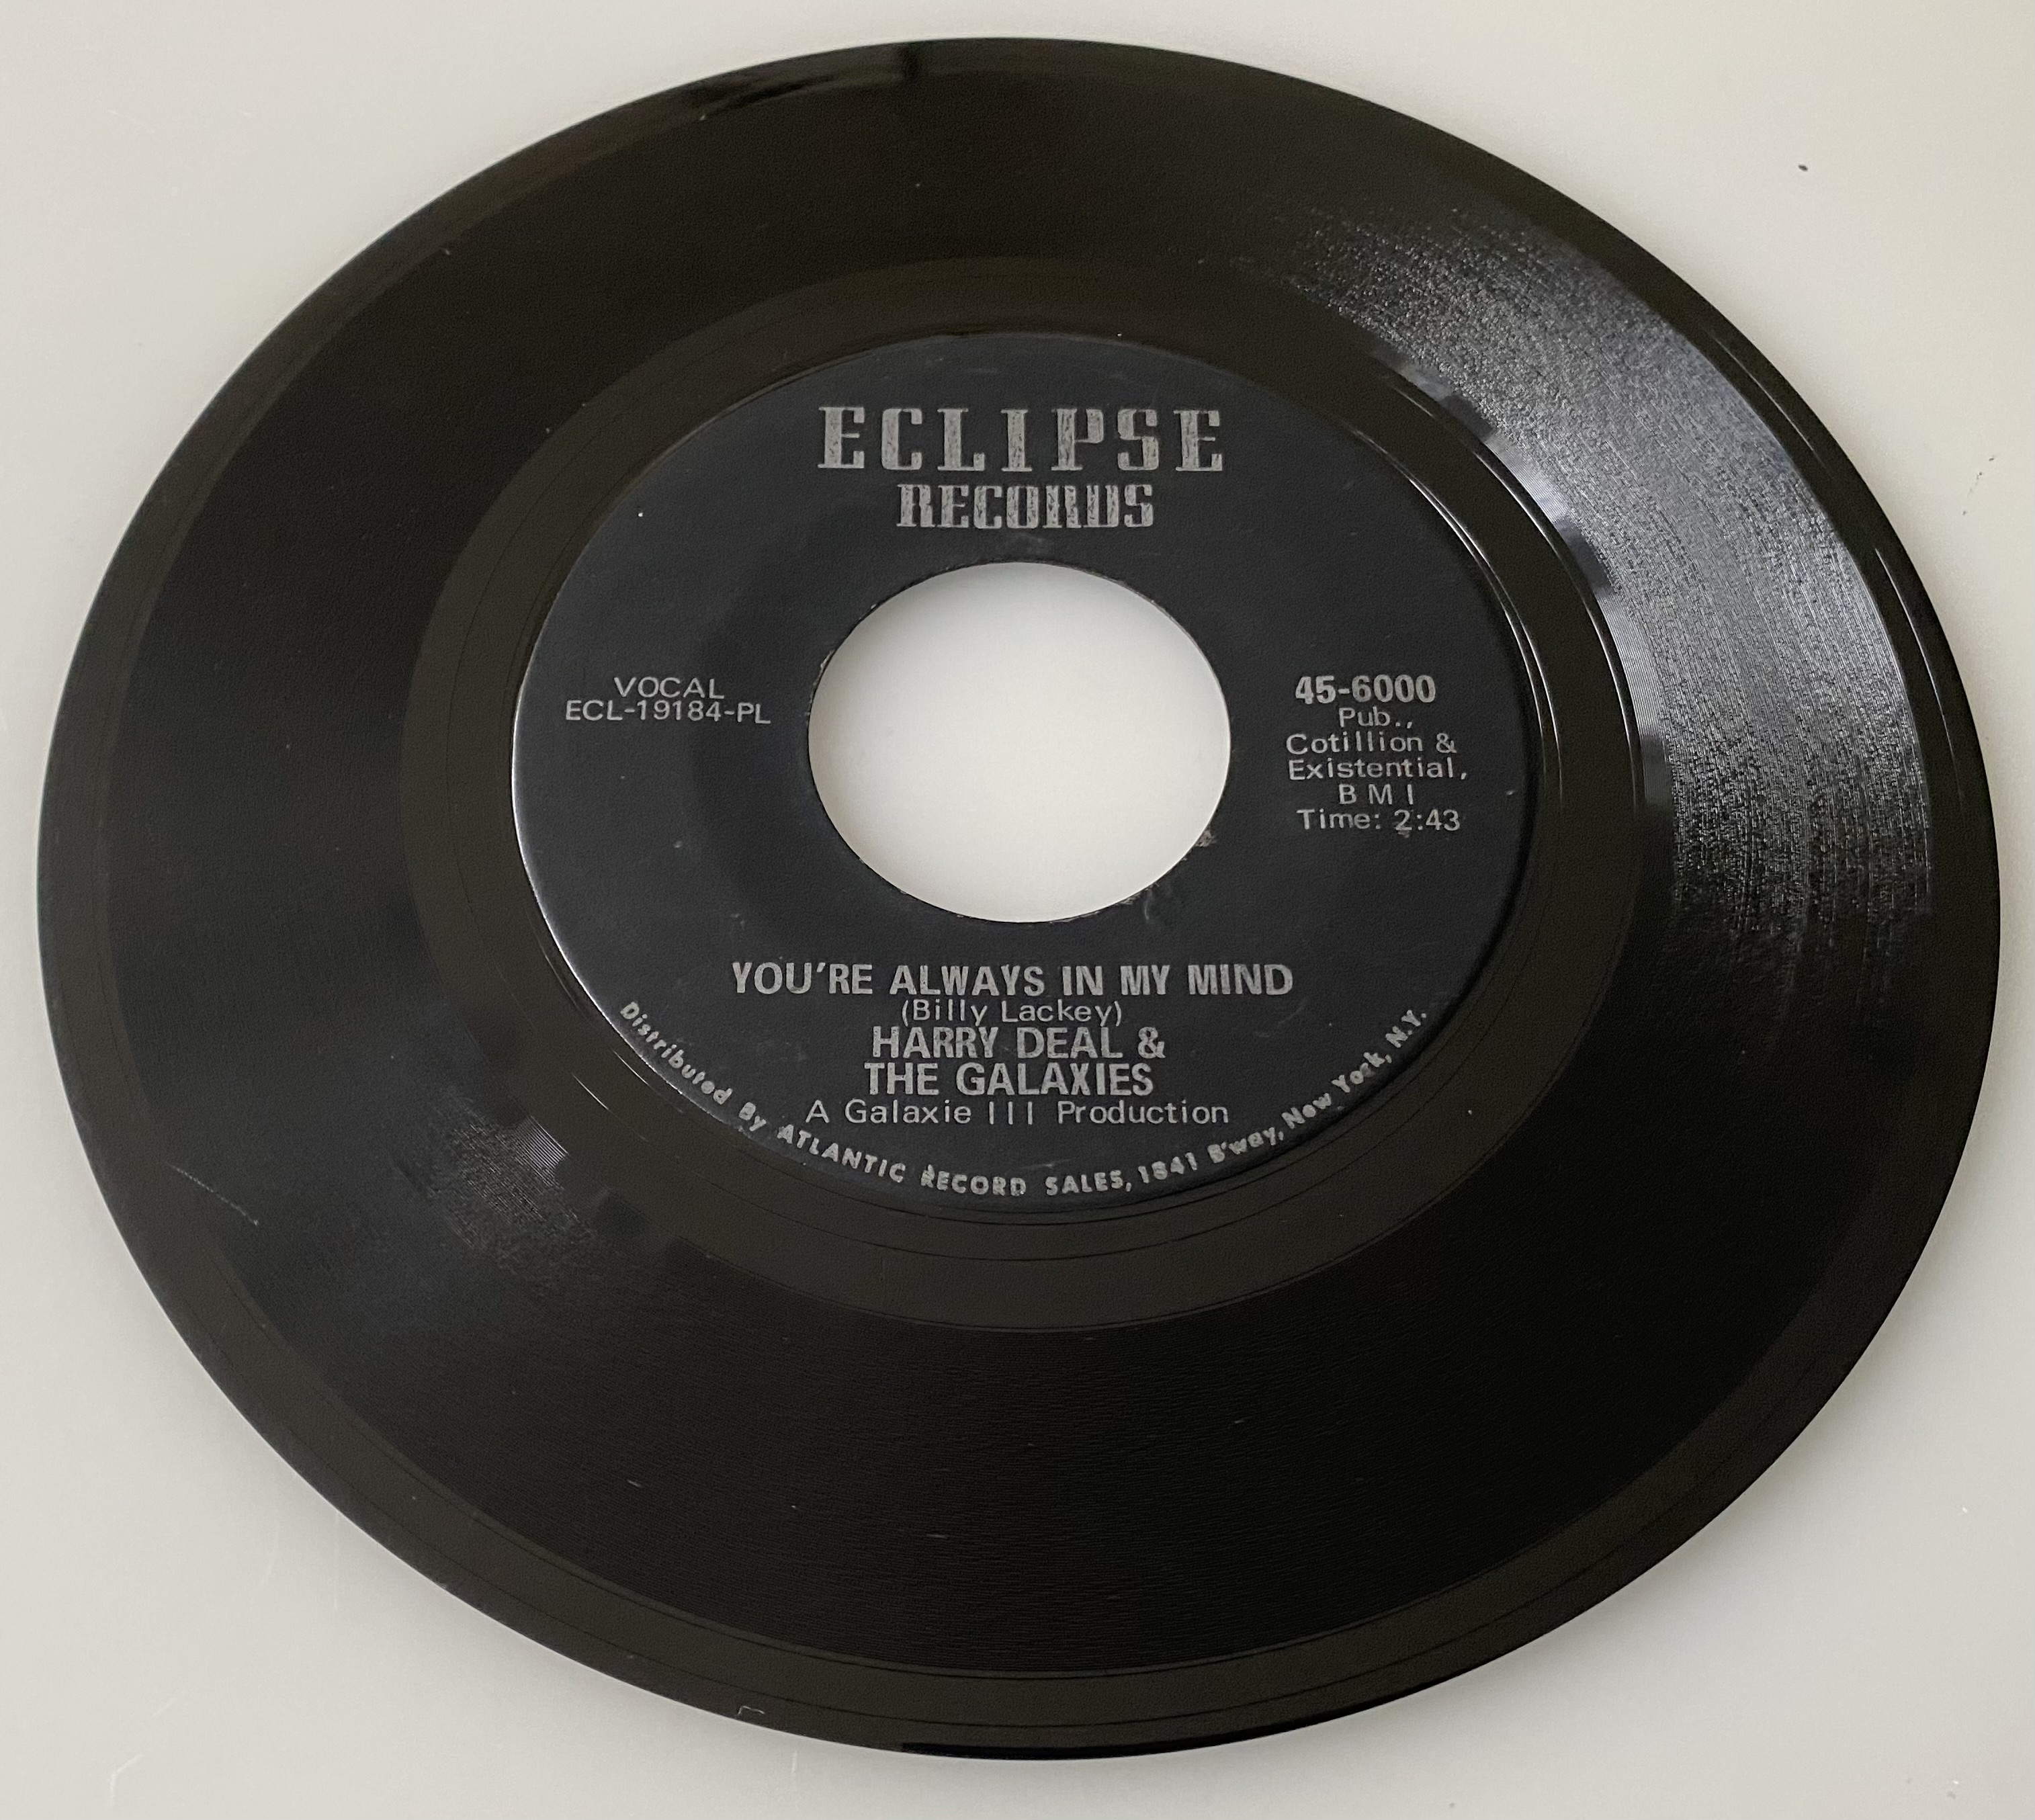 ECLIPSE
RECORDS
VOCAL
ECL-19184-PL
45-6000
Pub.,
Cotillion &
Existential,
B M I
Time: 2:43
YOU'RE ALWAYS IN MY MIND
(Billy Lackey)
HARRY DEAL &
THE GALAXIES
A Galaxie III Production
Distributed By ATLANTIC RECORD SALES, 1841 B'way, New York, N.Y.